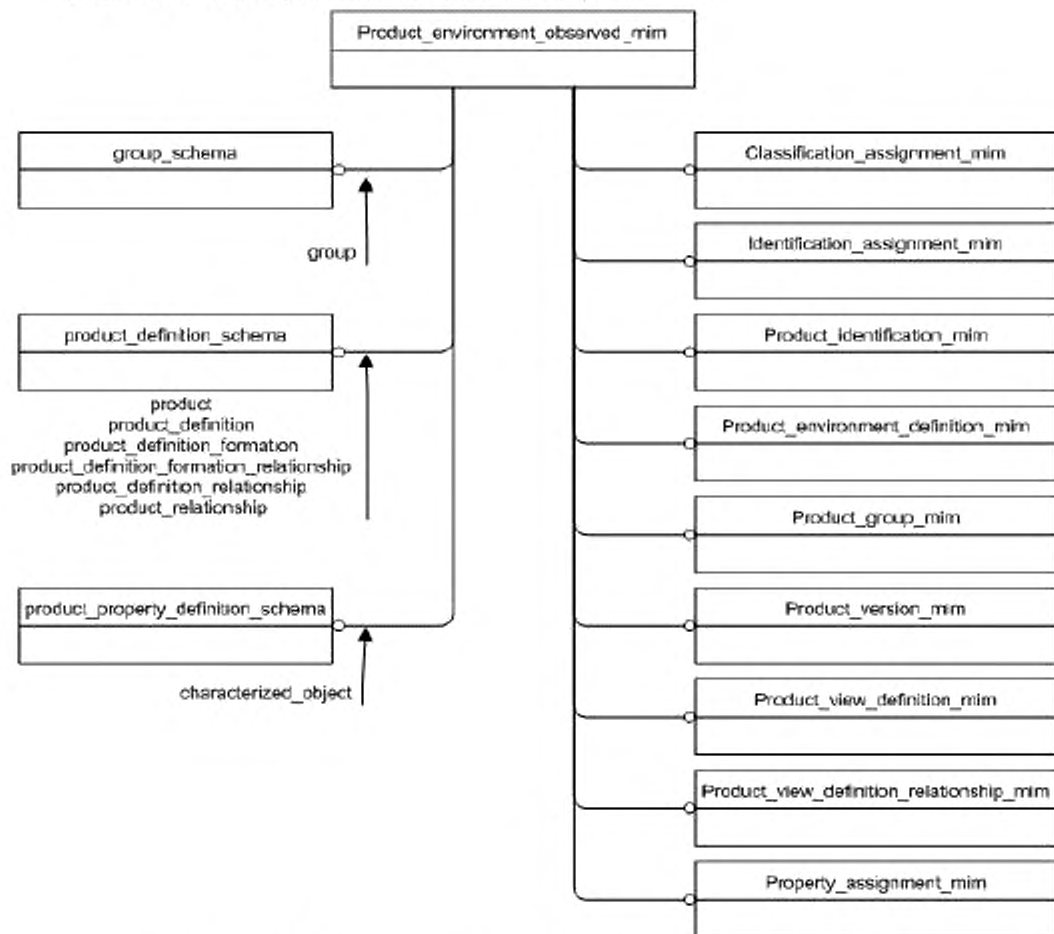 Product_environment_observed_mim
group_schema
group
product_definition_schema
product
product_definition
product_definition_formation
product_definition_formation_relationship
product_definition_relationship
product_relationship
product_property_definition_schema
characterized_object
Classification_assignment_mim
Identification_assignment_mim
Product_identification_mim
Product_environment_definition_mim
Product_group_mim
Product_version_mim
Product_view_definition_mim
Product_view_definition_relationship_mim
Property_assignment_mim